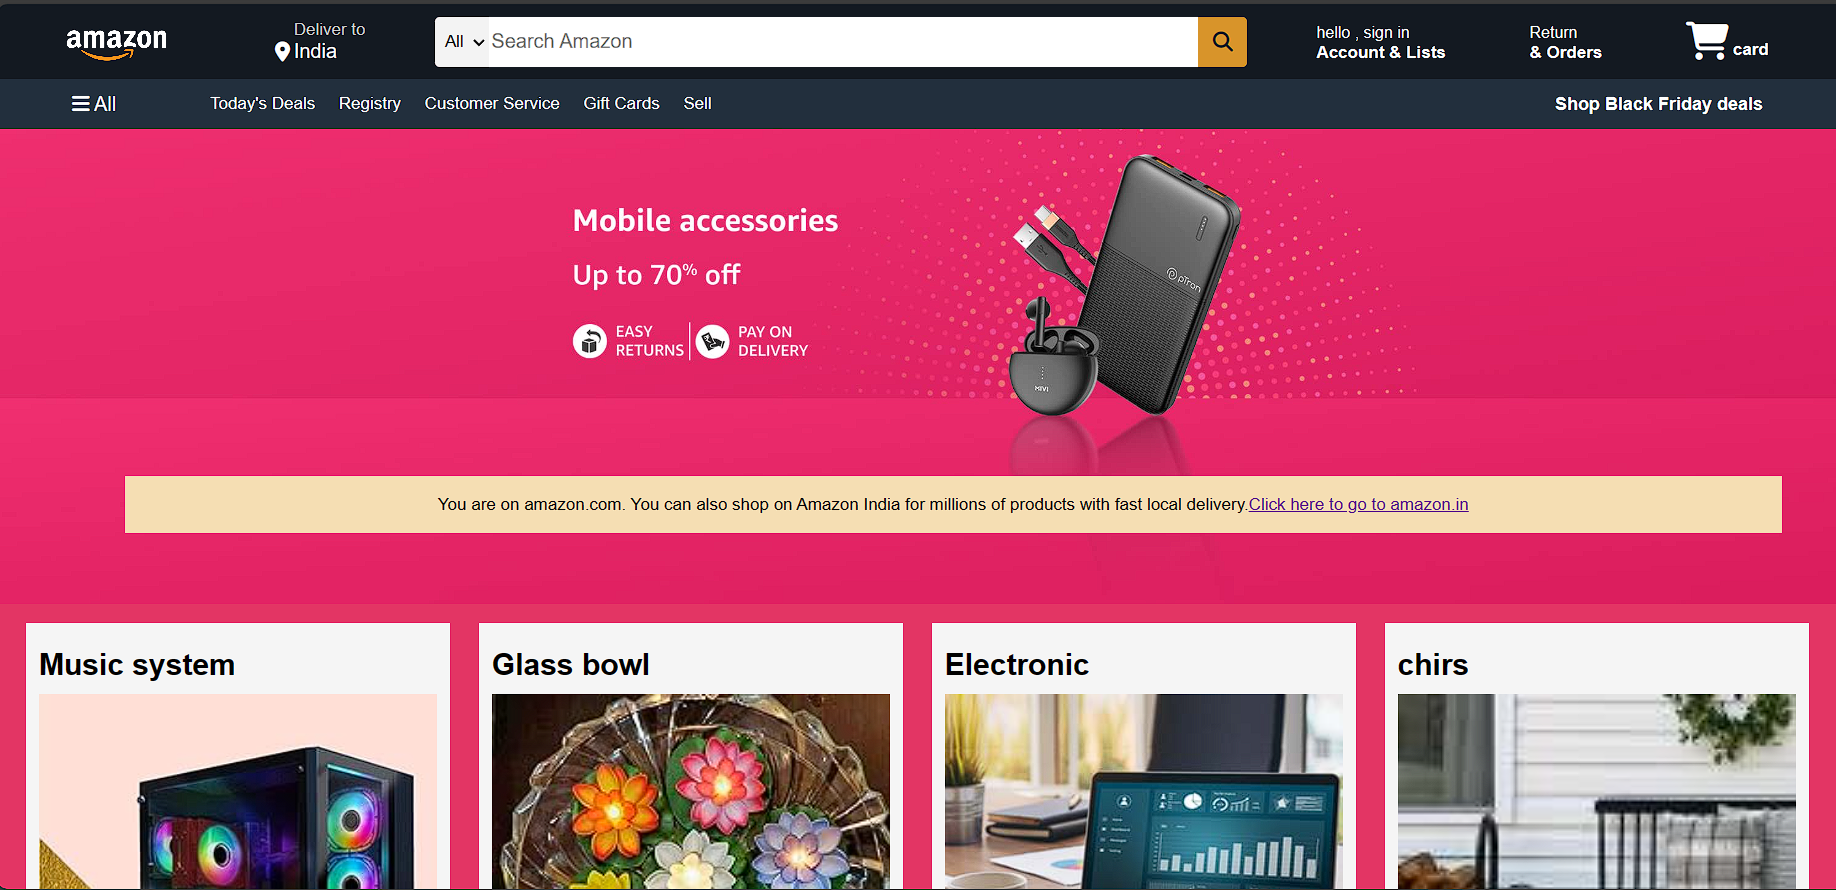 amazon
Deliver to
India
All
Search Amazon
hello , sign in
Account & Lists
Return
& Orders
card
All
Today's Deals
Registry
Customer Service
Gift Cards
Sell
Shop Black Friday deals
Mobile accessories
Up to 70% off
EASY
RETURNS
PAY ON
DELIVERY
pTron
MIVI
You are on amazon.com. You can also shop on Amazon India for millions of products with fast local delivery.Click here to go to amazon.in
Music system
Glass bowl
Electronic
chirs